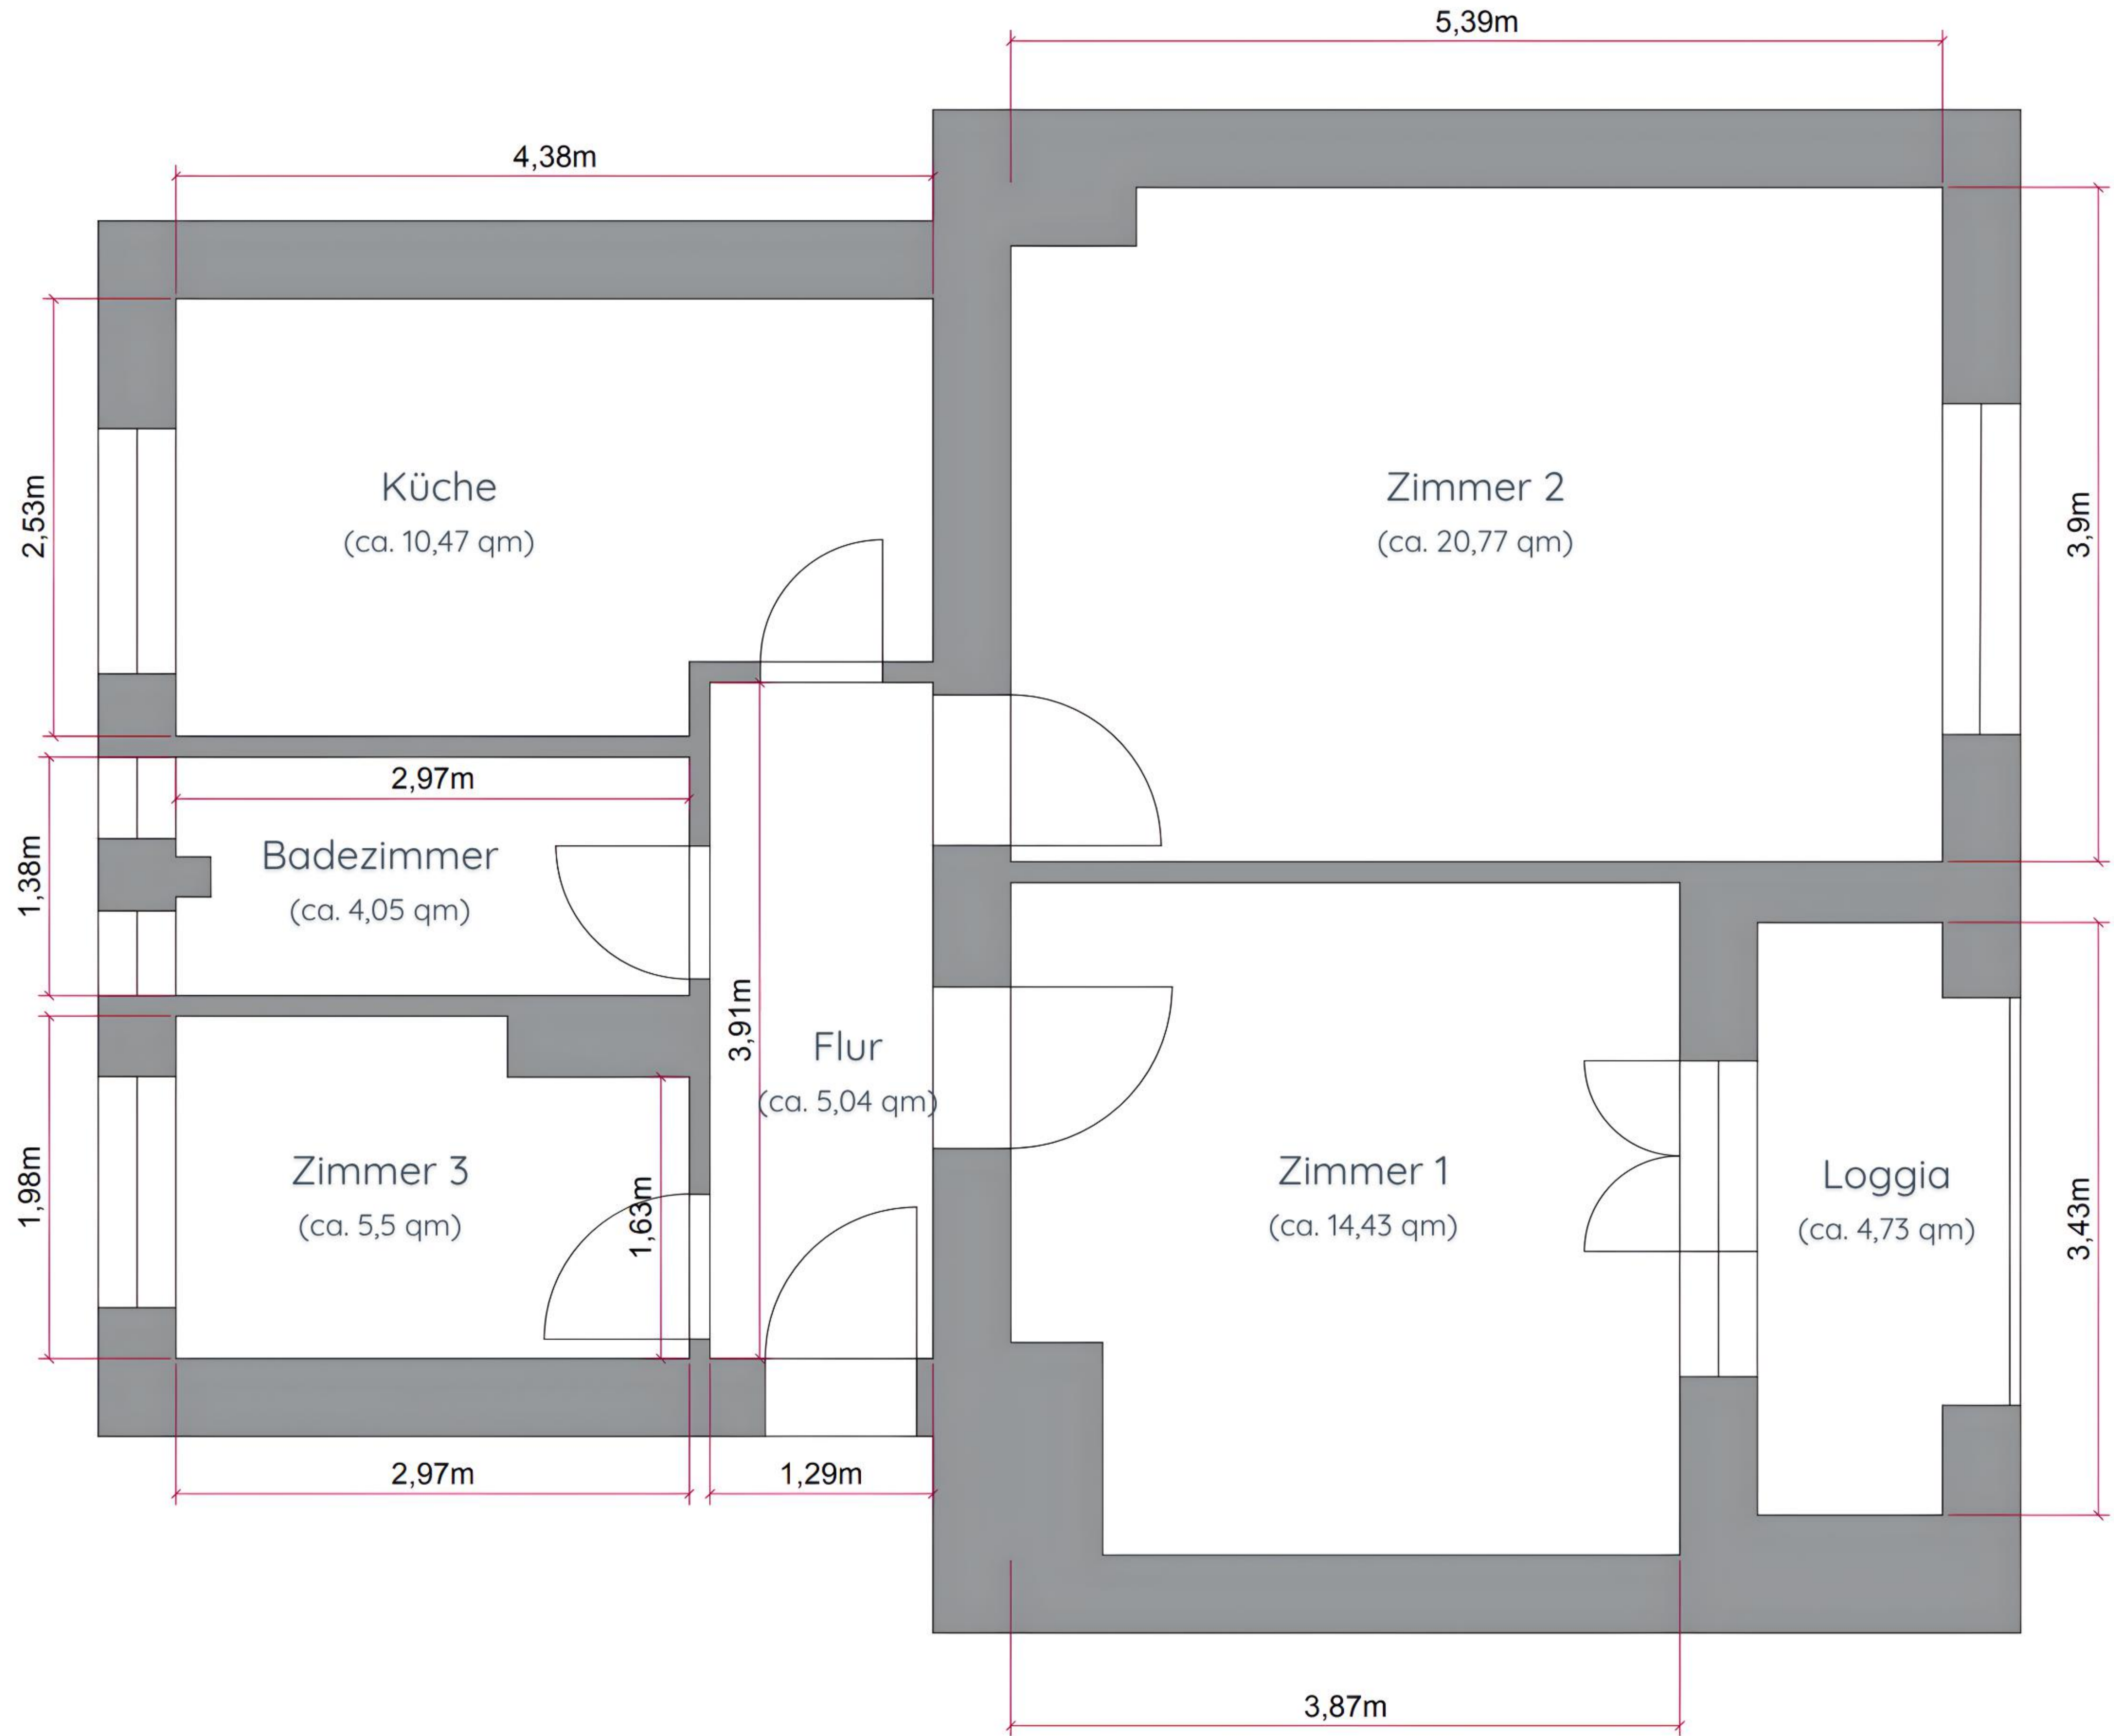 5,39m
4,38m
Küche
(ca. 10,47 qm)
Zimmer 2
(ca. 20,77 qm)
2,53m
3,9m
2,97m
Badezimmer
(ca. 4,05 qm)
1,38m
3,91m
Flur
(ca. 5,04 qm)
Zimmer 3
(ca. 5,5 qm)
1,98m
1,63m
Zimmer 1
(ca. 14,43 qm)
Loggia
(ca. 4,73 qm)
3,43m
2,97m
1,29m
3,87m